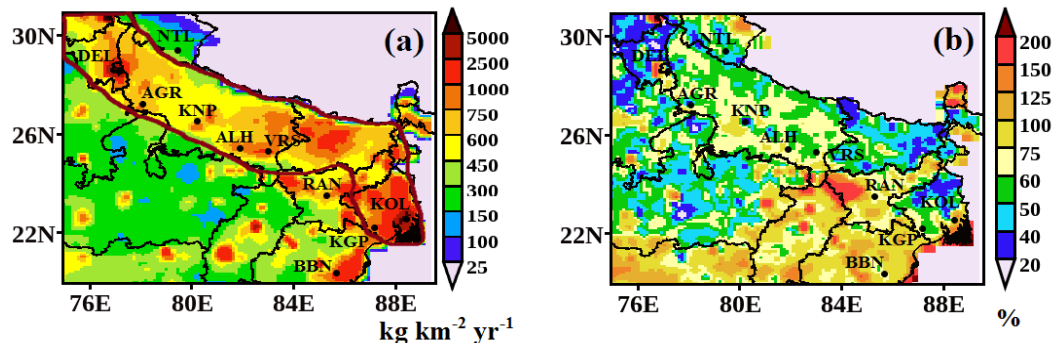 (a)
30N
26N
22N
76E 80E 84E 88E
NTL
DEL
AGR
KNP
ALH VRS
RAN
KOL
KGP
BBN
5000
2500
1000
750
600
450
300
150
100
25
kg km⁻² yr⁻¹
(b)
30N
26N
22N
76E 80E 84E 88E
NTL
DEL
AGR
KNP
ALH
VRS
RAN
KOL
KGP
BBN
200
150
125
100
75
60
50
40
20
%